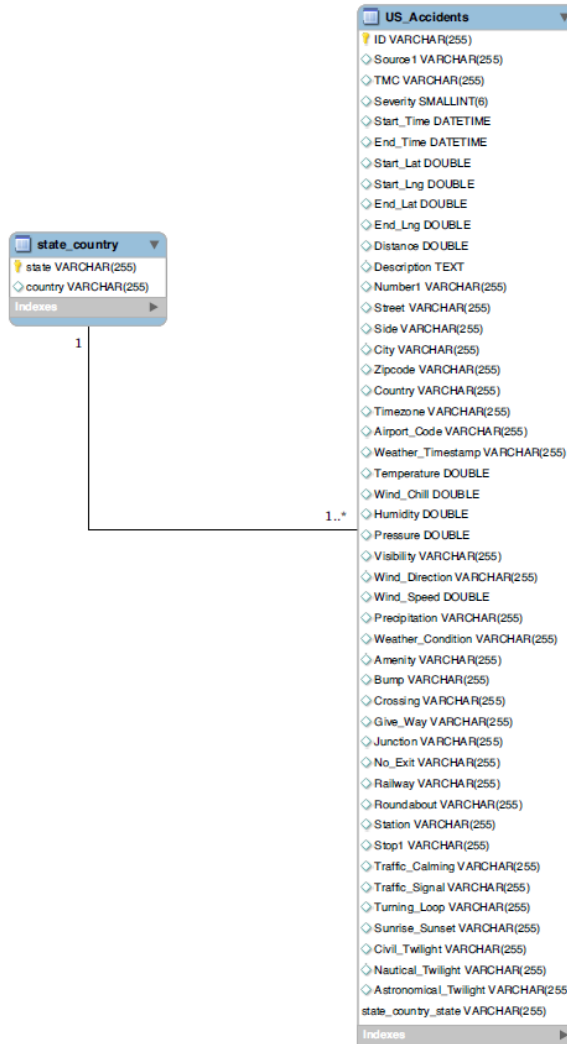 US_Accidents
ID VARCHAR(255)
Source1 VARCHAR(255)
TMC VARCHAR(255)
Severity SMALLINT(6)
Start_Time DATETIME
End_Time DATETIME
Start_Lat DOUBLE
Start_Lng DOUBLE
End_Lat DOUBLE
End_Lng DOUBLE
Distance DOUBLE
Description TEXT
Number1 VARCHAR(255)
Street VARCHAR(255)
Side VARCHAR(255)
City VARCHAR(255)
Zipcode VARCHAR(255)
Country VARCHAR(255)
Timezone VARCHAR(255)
Airport_Code VARCHAR(255)
Weather_Timestamp VARCHAR(255)
Temperature DOUBLE
Wind_Chill DOUBLE
Humidity DOUBLE
Pressure DOUBLE
Visibility VARCHAR(255)
Wind_Direction VARCHAR(255)
Wind_Speed DOUBLE
Precipitation VARCHAR(255)
Weather_Condition VARCHAR(255)
Amenity VARCHAR(255)
Bump VARCHAR(255)
Crossing VARCHAR(255)
Give_Way VARCHAR(255)
Junction VARCHAR(255)
No_Exit VARCHAR(255)
Railway VARCHAR(255)
Roundabout VARCHAR(255)
Station VARCHAR(255)
Stop1 VARCHAR(255)
Traffic_Calming VARCHAR(255)
Traffic_Signal VARCHAR(255)
Turning_Loop VARCHAR(255)
Sunrise_Sunset VARCHAR(255)
Civil_Twilight VARCHAR(255)
Nautical_Twilight VARCHAR(255)
Astronomical_Twilight VARCHAR(255
state_country_state VARCHAR(255)
Indexes
state_country
state VARCHAR(255)
country VARCHAR(255)
Indexes
1
1..*